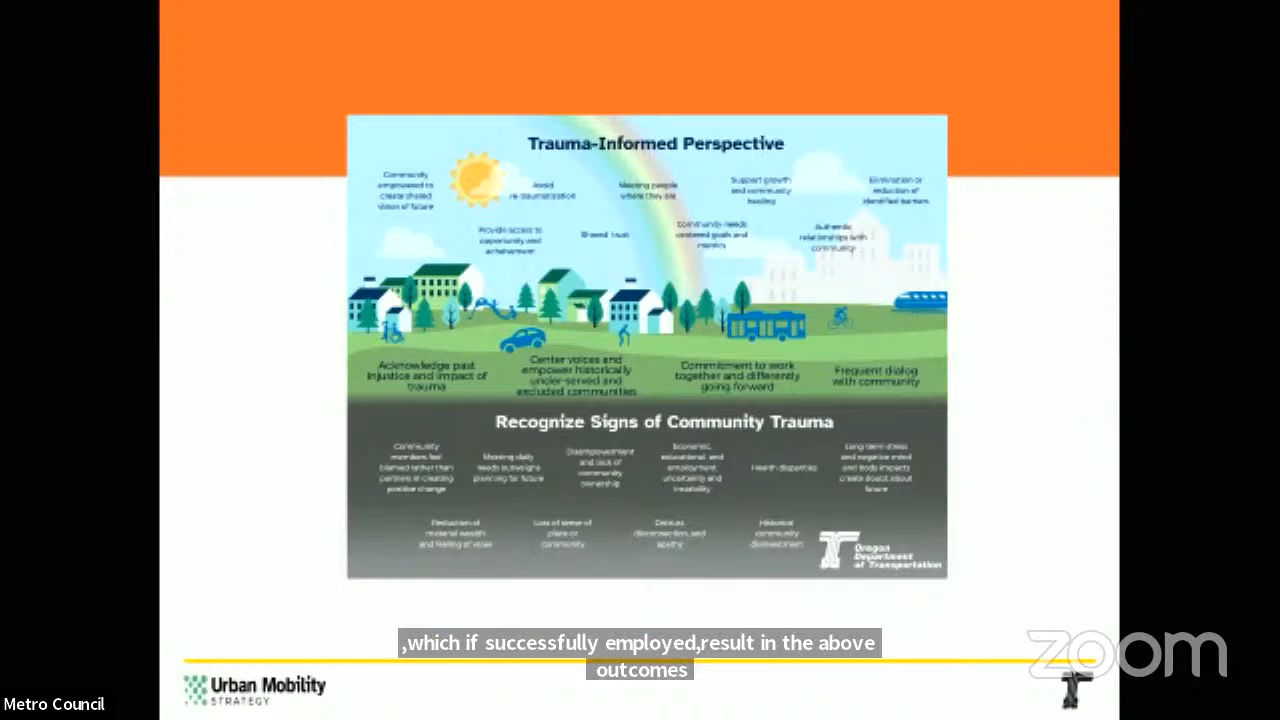 Trauma-Informed Perspective
Community
empowered to
create shared
vision of future
Avoid
re-traumatization
Meeting people
where they are
Support growth
and community
healing
Elimination or
reduction of
identified barriers
Provide access to
opportunity and
achievement
Shared trust
Community needs
centered goals and
metrics
Authentic
relationships with
community
Acknowledge past
injustice and impact of
trauma
Center voices and
empower historically
under-served and
excluded communities
Commitment to work
together and differently
going forward
Frequent dialog
with community
Recognize Signs of Community Trauma
Community
members feel
blamed rather than
partners in creating
positive change
Meeting daily
needs outweighs
planning for future
Disempowerment
and lack of
community
ownership
Economic,
educational and
employment
uncertainty and
instability
Health disparities
Long-term stress
and negative mind
and body impacts
create doubt about
future
Reduction of
material wealth
and feeling of value
Loss of sense of
place or
community
Distrust,
disconnection, and
apathy
Historical
community
disinvestment
Oregon
Department
of Transportation
,which if successfully employed,result in the above
outcomes
zoom
Urban Mobility
STRATEGY
Metro Council